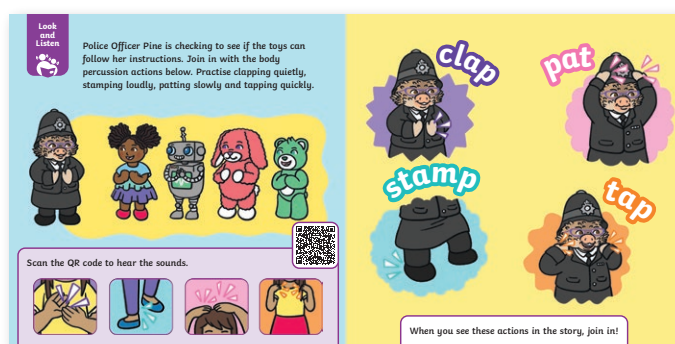 Look
and
Listen
Police Officer Pine is checking to see if the toys can
follow her instructions. Join in with the body
percussion actions below. Practise clapping quietly,
stamping loudly, patting slowly and tapping quickly.
Scan the QR code to hear the sounds.
clap
pat
stamp
tap
When you see these actions in the story, join in!